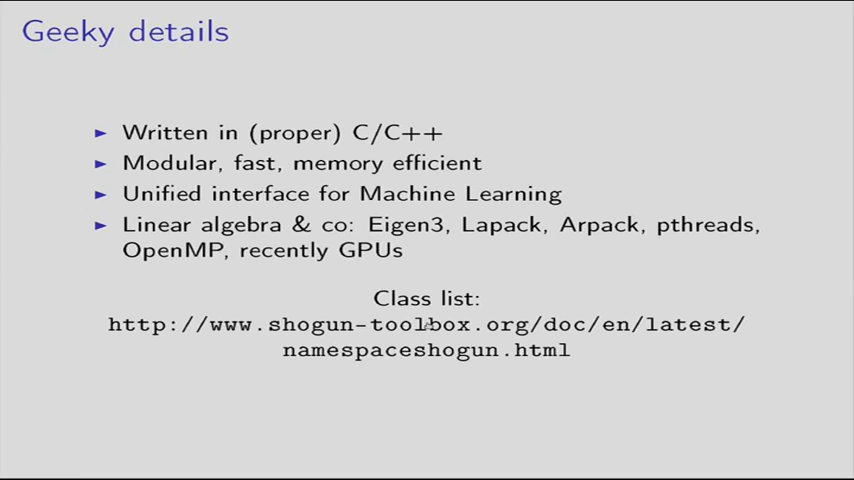 Geeky details
► Written in (proper) C/C++
► Modular, fast, memory efficient
► Unified interface for Machine Learning
► Linear algebra & co: Eigen3, Lapack, Arpack, pthreads,
OpenMP, recently GPUs
Class list:
http://www.shogun-toolbox.org/doc/en/latest/
namespaceshogun.html